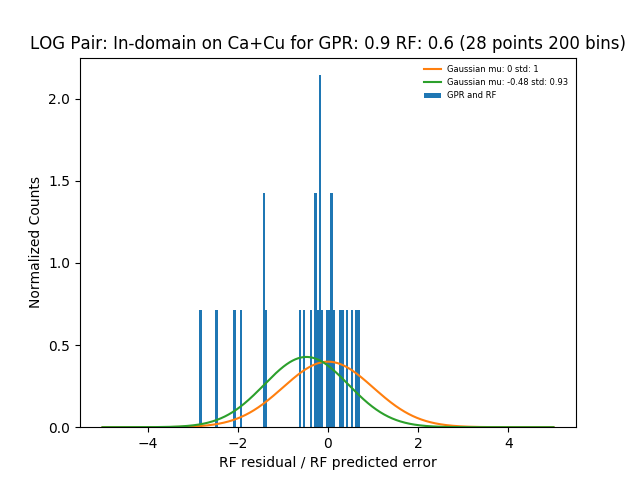 LOG Pair: In-domain on Ca+Cu for GPR: 0.9 RF: 0.6 (28 points 200 bins)
Gaussian mu: 0 std: 1
Gaussian mu: -0.48 std: 0.93
GPR and RF
Normalized Counts
2.0
1.5
1.0
0.5
0.0
−4 −2 0 2 4
RF residual / RF predicted error